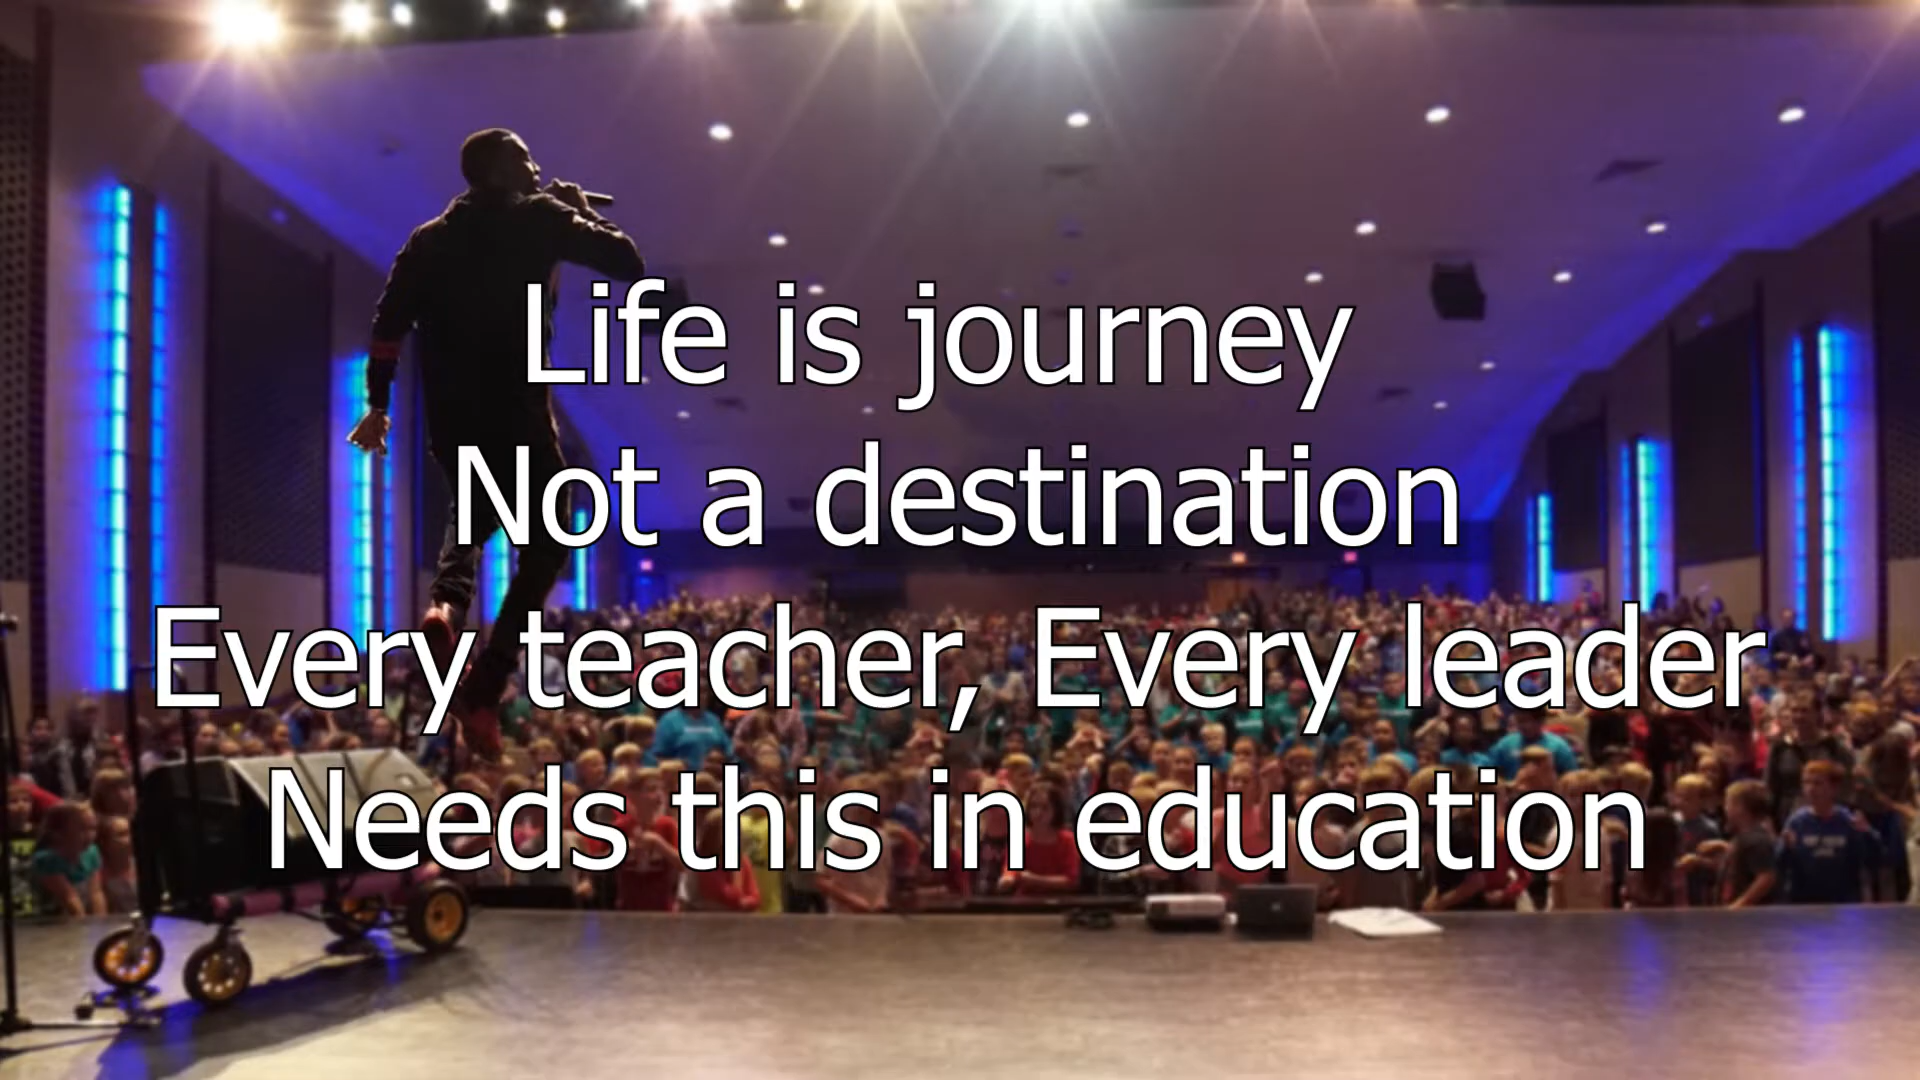 Life is journey
Not a destination
Every teacher, Every leader
Needs this in education